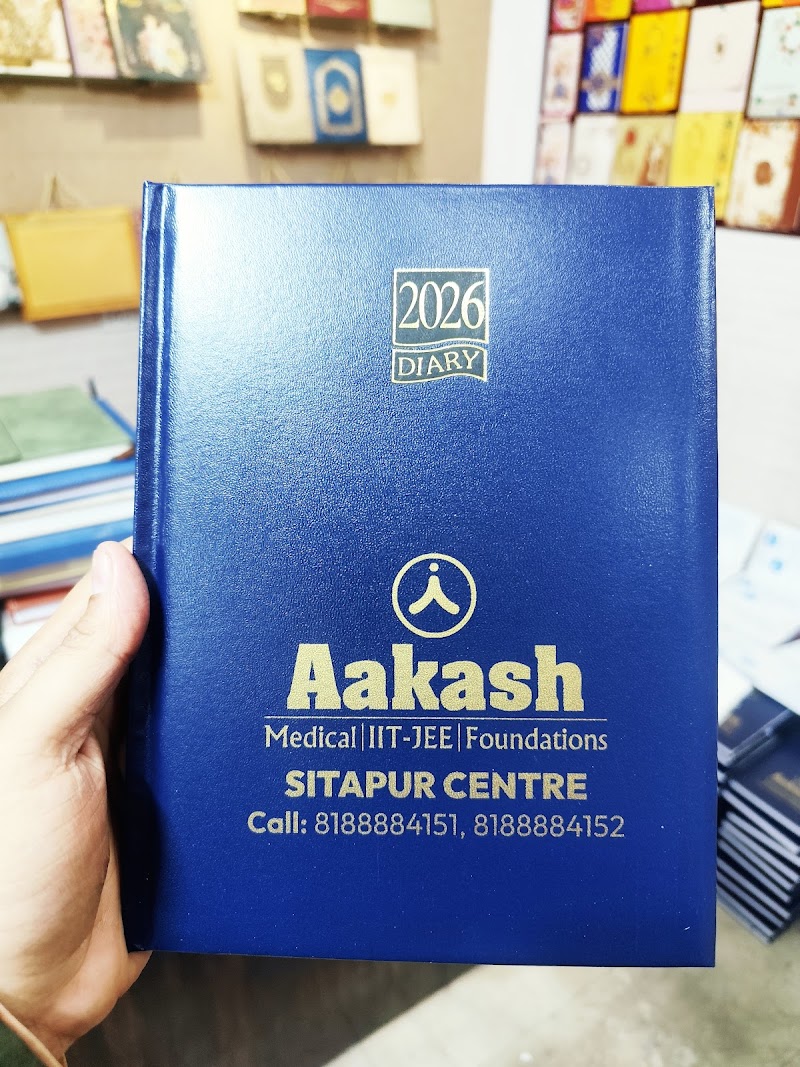 2026
DIARY
Aakash
Medical|IIT-JEE|Foundations
SITAPUR CENTRE
Call: 8188884151, 8188884152